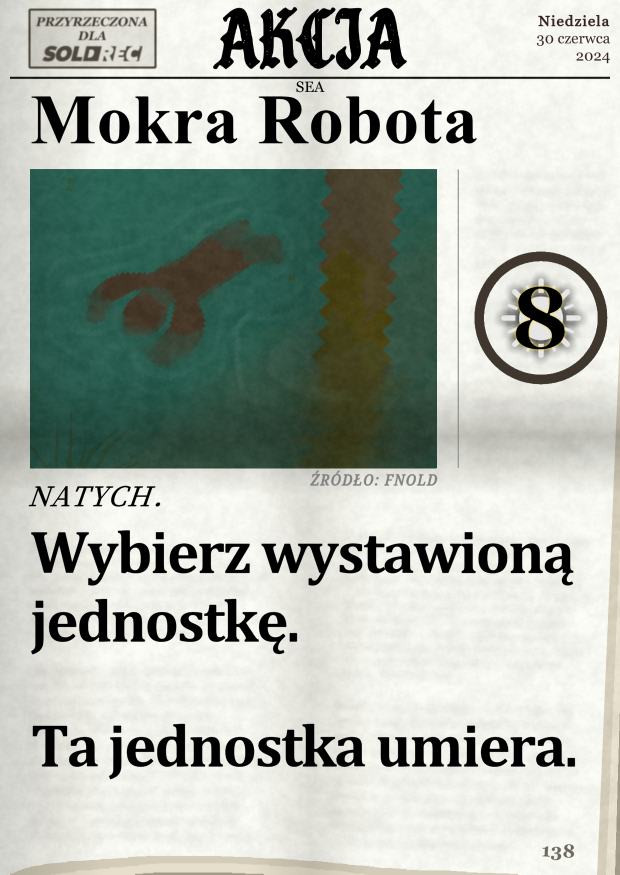 PRZYRZECZONA
DLA
SOLDREC
AKCJA
Niedziela
30 czerwca
2024
SEA
Mokra Robota
8
ŹRÓDŁO: FNOLD
NATYCH.
Wybierz wystawioną
jednostkę.
Ta jednostka umiera.
138